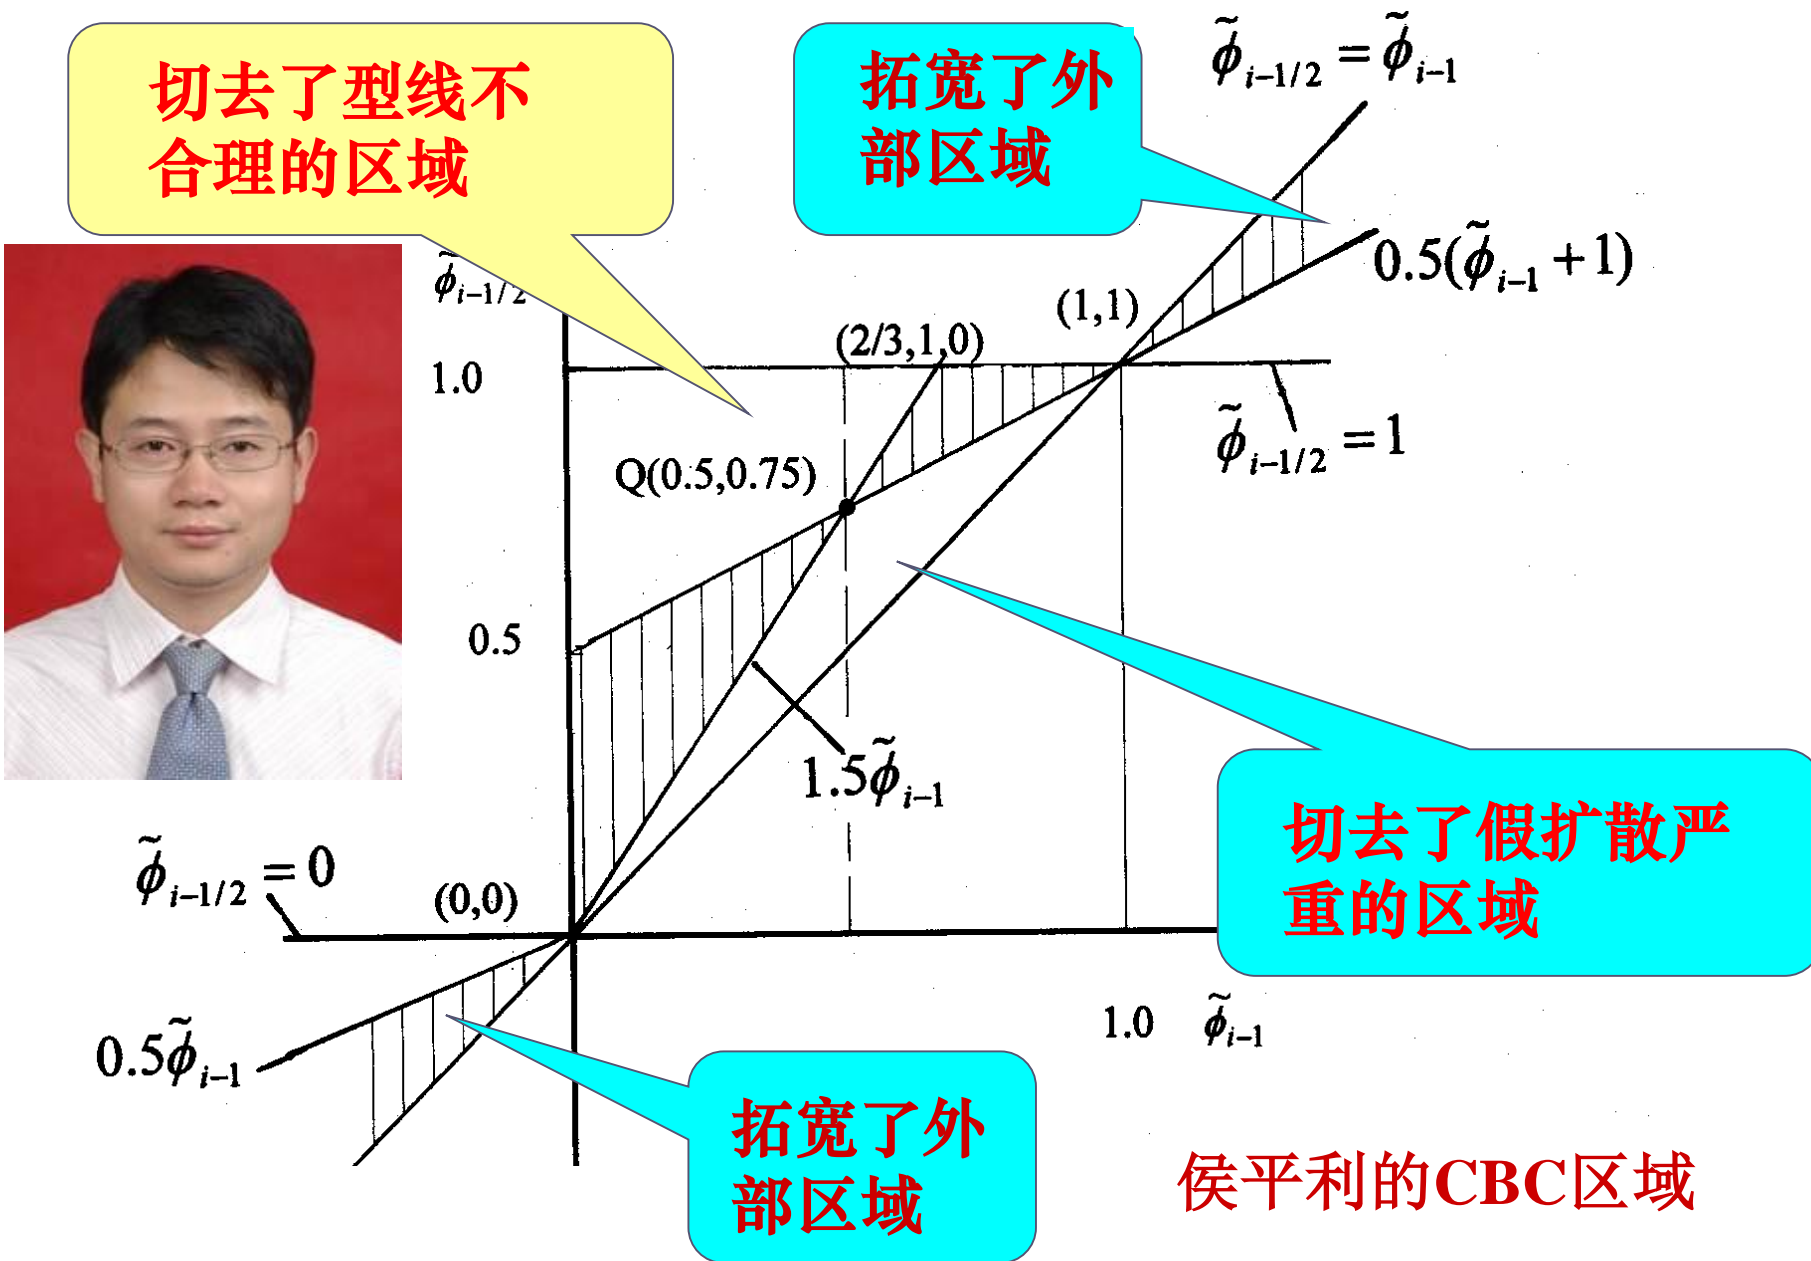 切去了型线不
合理的区域
拓宽了外
部区域
φ̃ᵢ₋₁/₂ = φ̃ᵢ₋₁
φ̃ᵢ₋₁/₂
0.5(φ̃ᵢ₋₁ + 1)
(1,1)
(2/3,1,0)
1.0
φ̃ᵢ₋₁/₂ = 1
Q(0.5,0.75)
0.5
1.5φ̃ᵢ₋₁
切去了假扩散严
重的区域
φ̃ᵢ₋₁/₂ = 0
(0,0)
1.0 φ̃ᵢ₋₁
0.5φ̃ᵢ₋₁
拓宽了外
部区域
侯平利的CBC区域